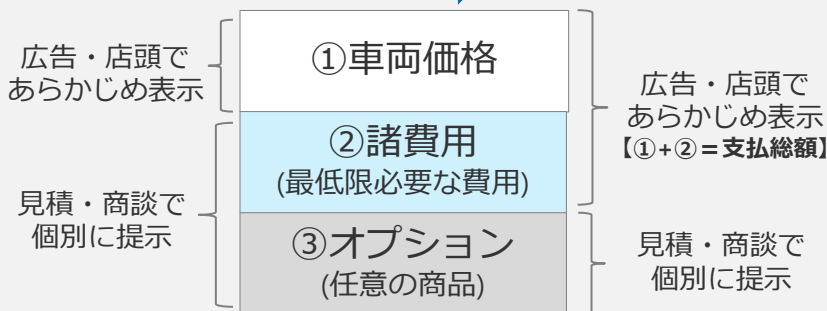 広告・店頭で
あらかじめ表示
見積・商談で
個別に提示
①車両価格
②諸費用
(最低限必要な費用)
③オプション
(任意の商品)
広告・店頭で
あらかじめ表示
【①+②＝支払総額】
見積・商談で
個別に提示